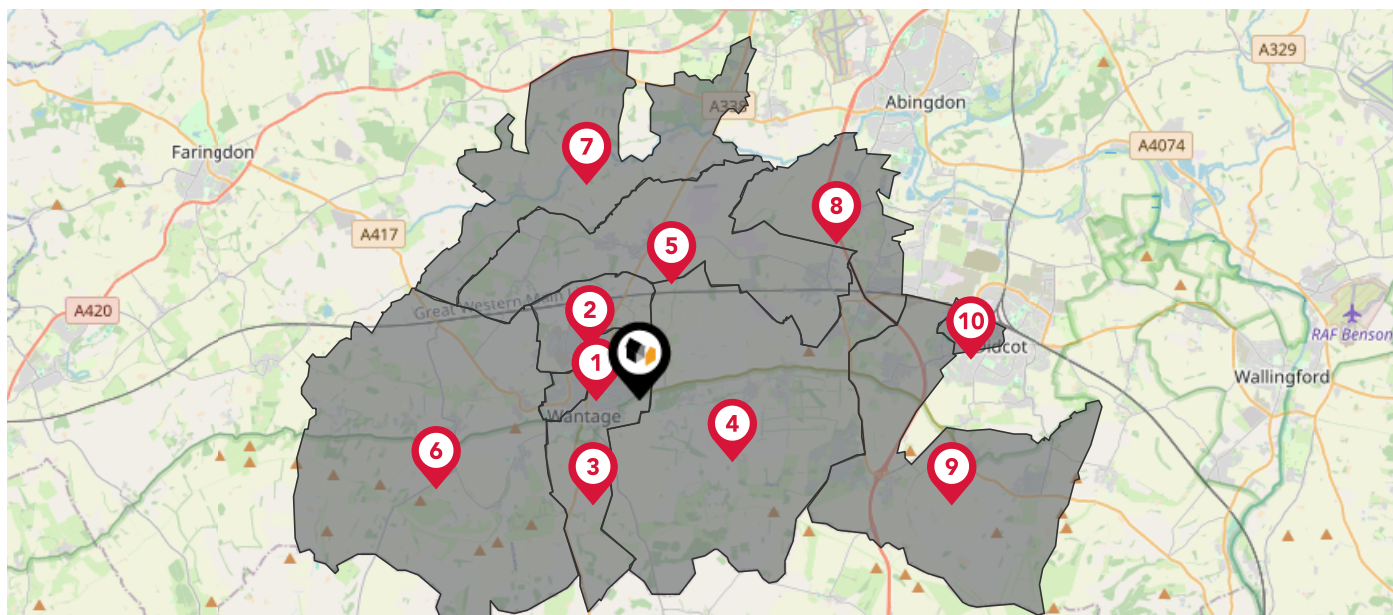 A329
A338
Abingdon
7
A4074
Faringdon
8
A417
5
Great Western Main
2
A420
10
RAF Benson
Didcot
1
Wallingford
Wantage
4
6
3
9